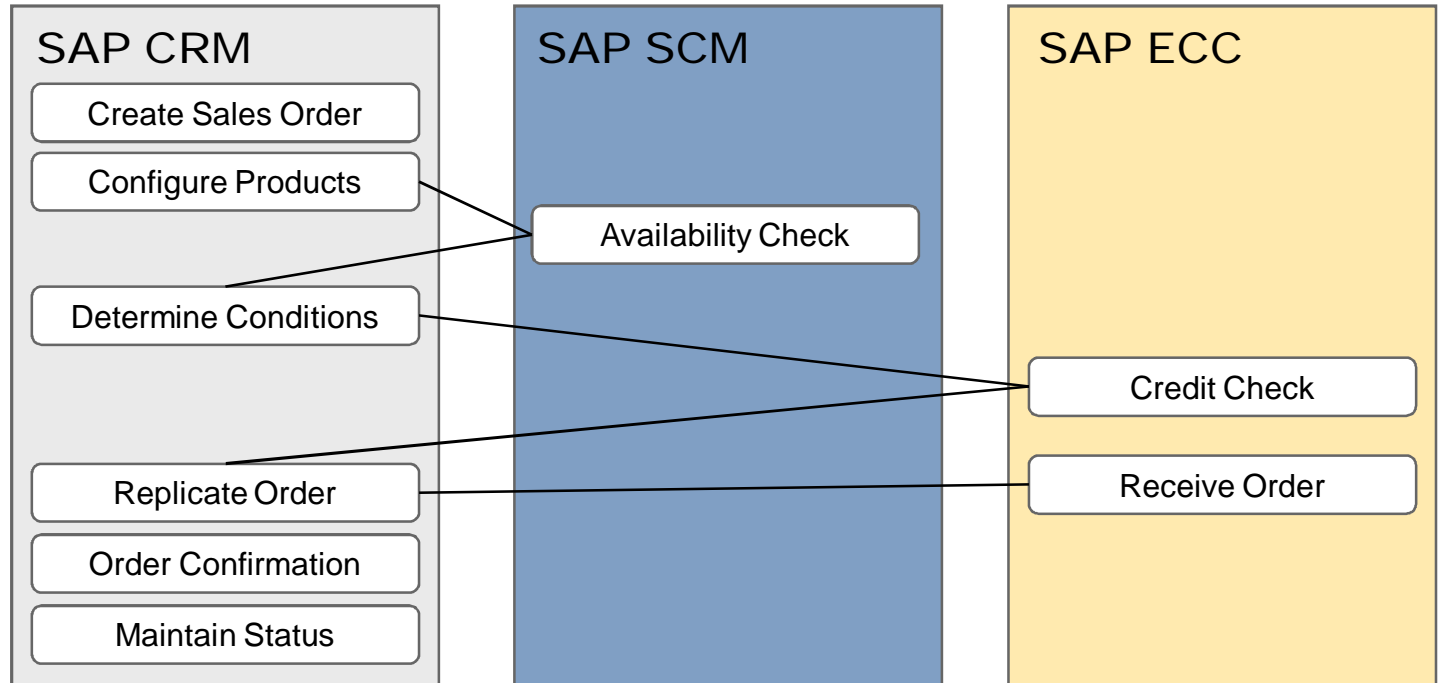 SAP CRM
Create Sales Order
Configure Products
Determine Conditions
Replicate Order
Order Confirmation
Maintain Status
SAP SCM
Availability Check
SAP ECC
Credit Check
Receive Order